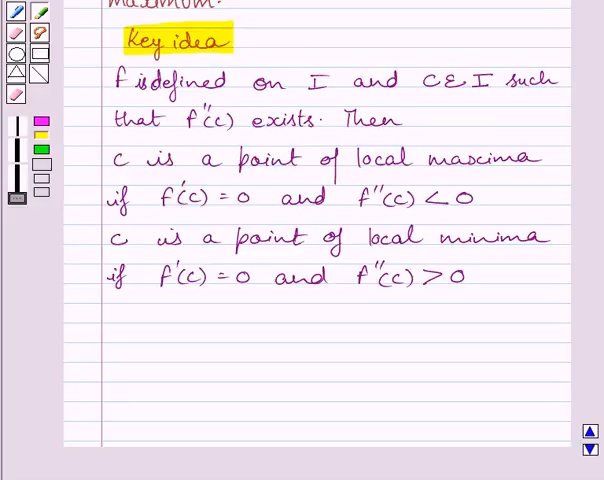 maximum.
Key idea
f is defined on I and C ∈ I such
that f''(c) exists. Then
c is a point of local maxima
if f'(c) = 0 and f''(c) < 0
c is a point of local minima
if f'(c) = 0 and f''(c) > 0